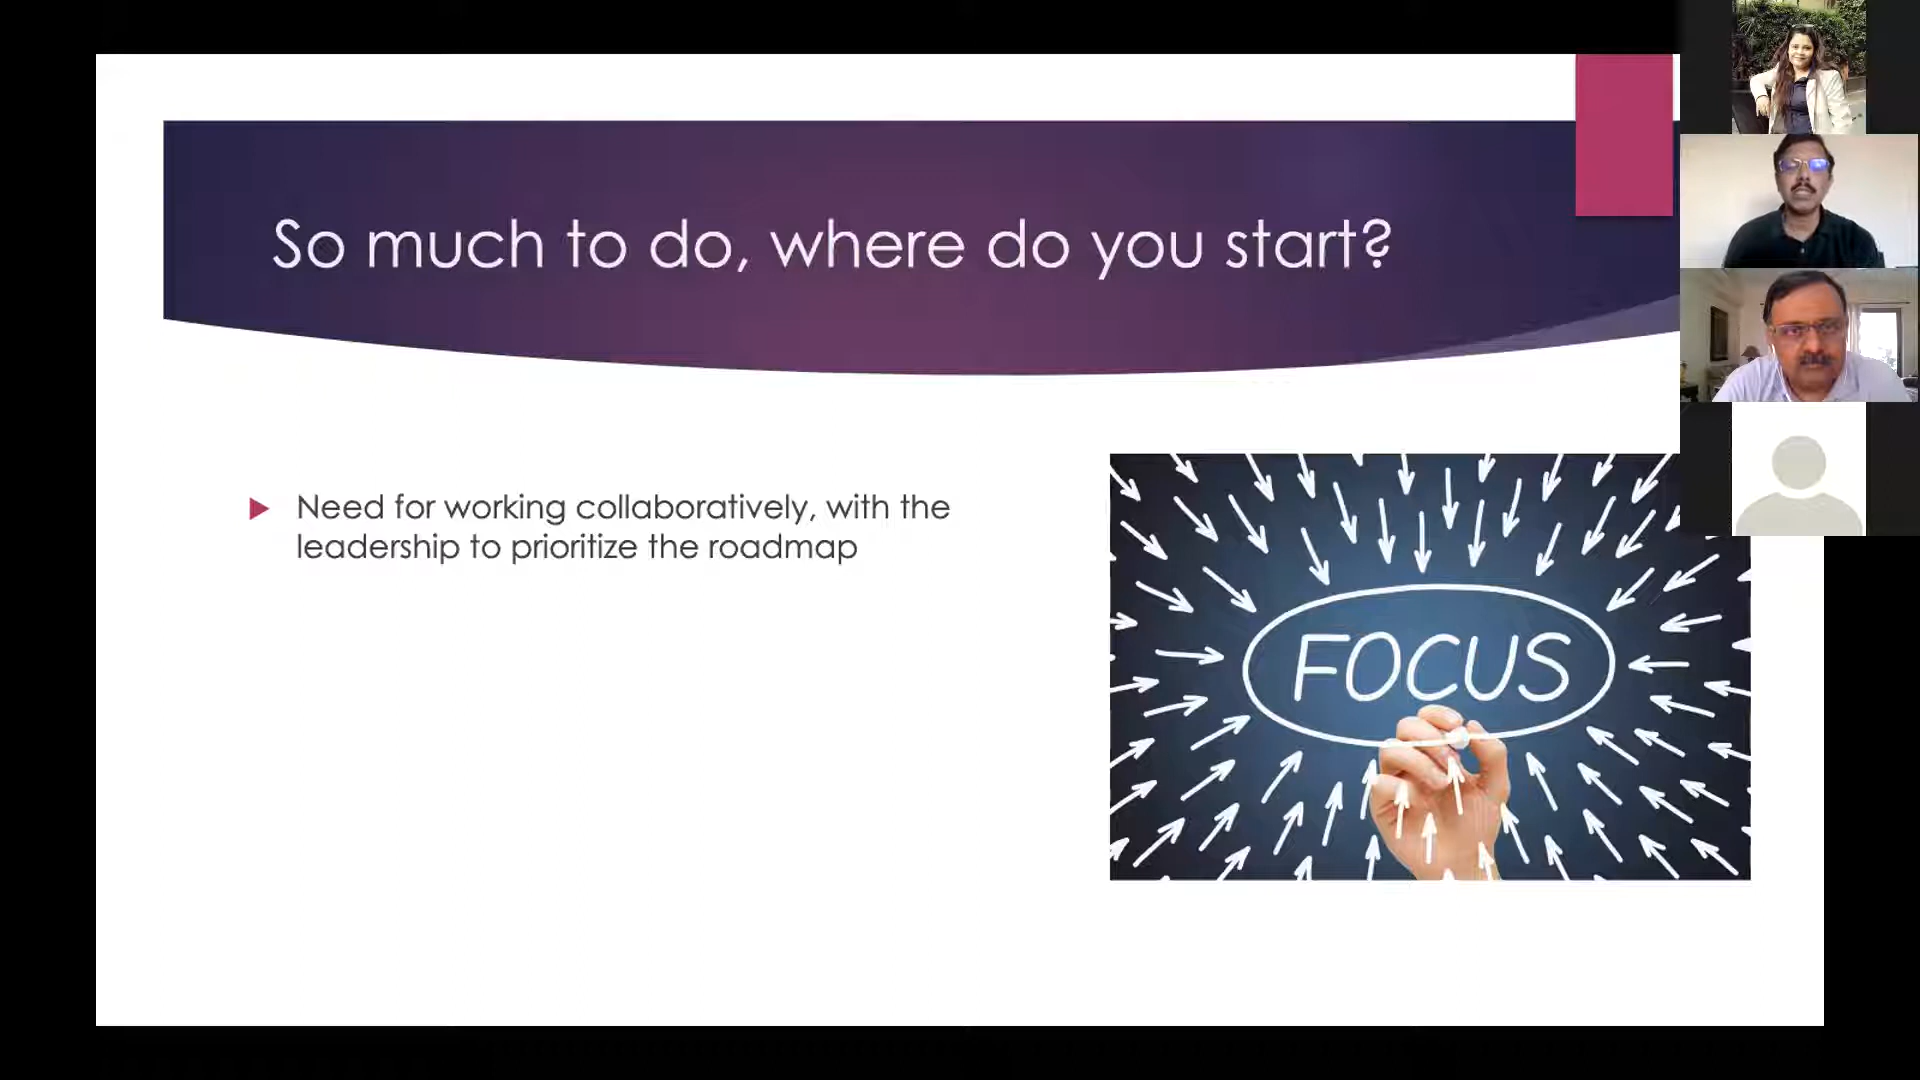 So much to do, where do you start?
Need for working collaboratively, with the
leadership to prioritize the roadmap
FOCUS